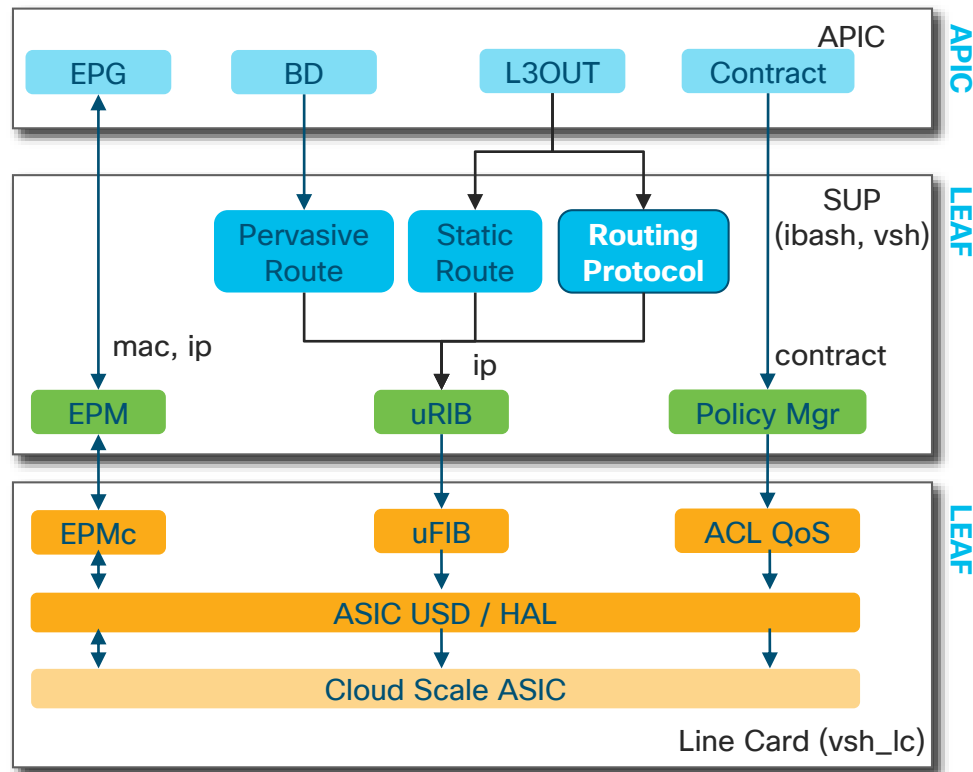 APIC
APIC
EPG
BD
L3OUT
Contract
LEAF
SUP
(ibash, vsh)
Pervasive
Route
Static
Route
Routing
Protocol
mac, ip
ip
contract
EPM
uRIB
Policy Mgr
LEAF
EPMc
uFIB
ACL QoS
ASIC USD / HAL
Cloud Scale ASIC
Line Card (vsh_lc)